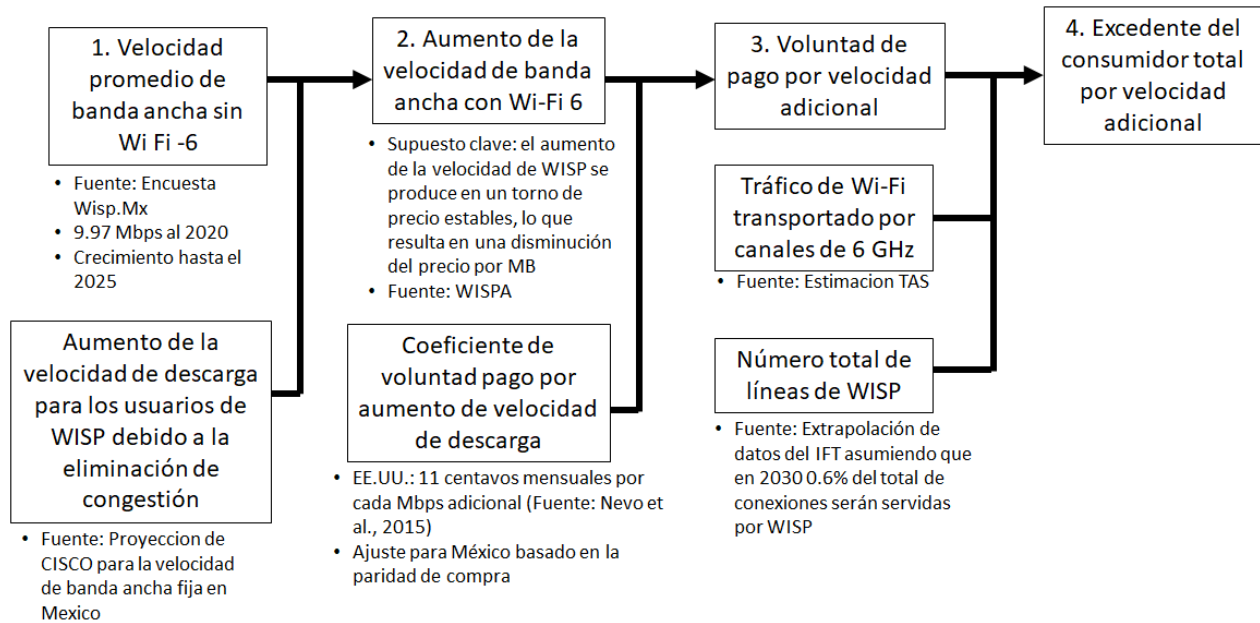 1. Velocidad
promedio de
banda ancha sin
Wi Fi -6
• Fuente: Encuesta
Wisp.Mx
• 9.97 Mbps al 2020
• Crecimiento hasta el
2025
Aumento de la
velocidad de descarga
para los usuarios de
WISP debido a la
eliminación de
congestión
• Fuente: Proyeccion de
CISCO para la velocidad
de banda ancha fija en
Mexico
2. Aumento de la
velocidad de banda
ancha con Wi-Fi 6
• Supuesto clave: el aumento
de la velocidad de WISP se
produce en un torno de
precio estables, lo que
resulta en una disminución
del precio por MB
• Fuente: WISPA
Coeficiente de
voluntad pago por
aumento de velocidad
de descarga
• EE.UU.: 11 centavos mensuales por
cada Mbps adicional (Fuente: Nevo et
al., 2015)
• Ajuste para México basado en la
paridad de compra
3. Voluntad de
pago por velocidad
adicional
Tráfico de Wi-Fi
transportado por
canales de 6 GHz
• Fuente: Estimacion TAS
Número total de
líneas de WISP
• Fuente: Extrapolación de
datos del IFT asumiendo que
en 2030 0.6% del total de
conexiones serán servidas
por WISP
4. Excedente del
consumidor total
por velocidad
adicional